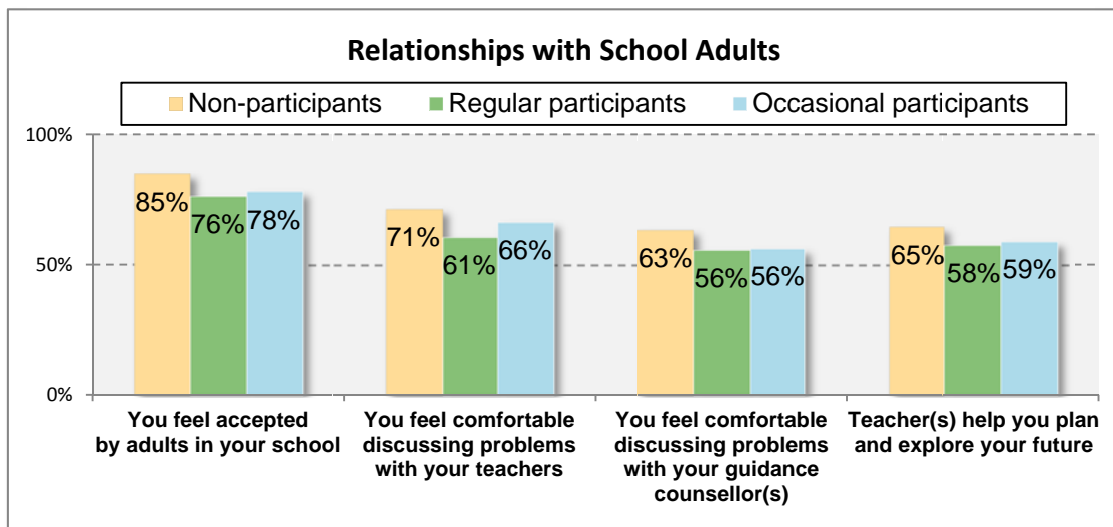 Relationships with School Adults
Non-participants Regular participants Occasional participants
100%
50%
0%
85% 76% 78%
71% 61% 66%
63% 56% 56%
65% 58% 59%
You feel accepted
by adults in your school
You feel comfortable
discussing problems
with your teachers
You feel comfortable
discussing problems
with your guidance
counsellor(s)
Teacher(s) help you plan
and explore your future